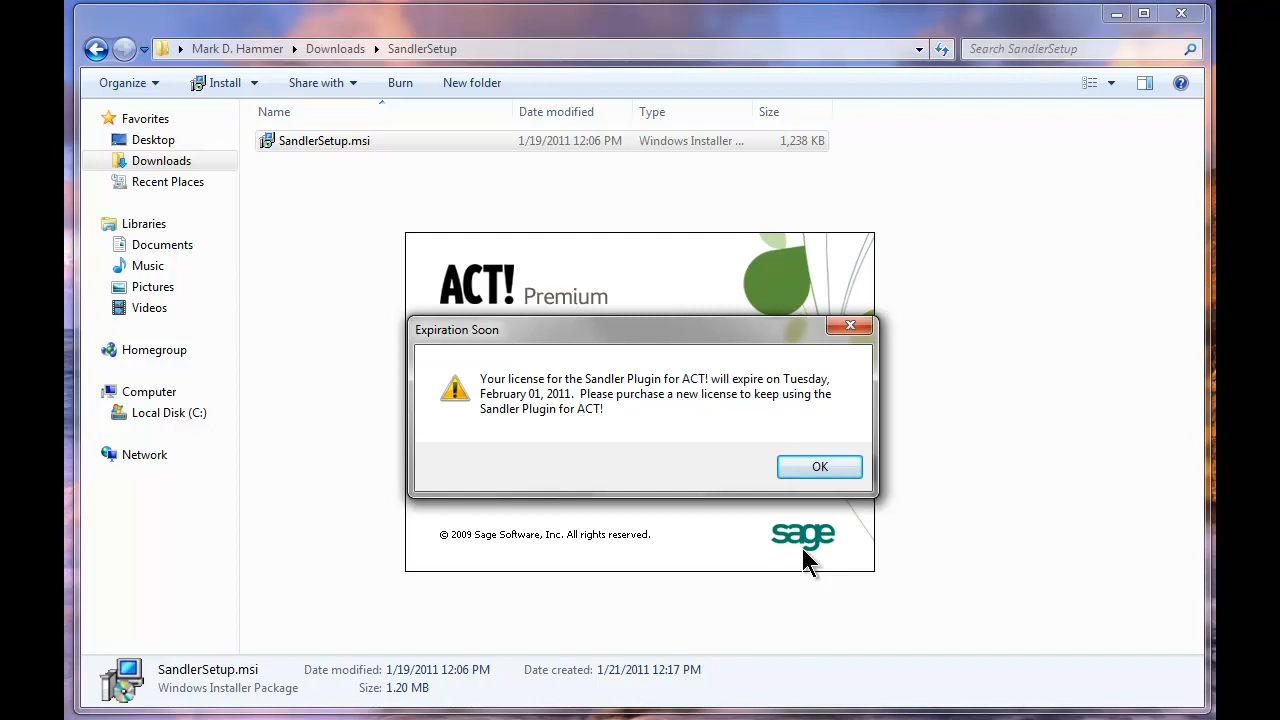 Mark D. Hammer Downloads SandlerSetup Search SandlerSetup
Organize Install Share with Burn New folder
Name Date modified Type Size
SandlerSetup.msi 1/19/2011 12:06 PM Windows Installer ... 1,238 KB
Favorites
Desktop
Downloads
Recent Places
Libraries
Documents
Music
Pictures
Videos
Homegroup
Computer
Local Disk (C:)
Network
ACT! Premium
Expiration Soon
Your license for the Sandler Plugin for ACT! will expire on Tuesday,
February 01, 2011.  Please purchase a new license to keep using the
Sandler Plugin for ACT!
OK
© 2009 Sage Software, Inc. All rights reserved.
sage
SandlerSetup.msi Date modified: 1/19/2011 12:06 PM Date created: 1/21/2011 12:17 PM
Windows Installer Package Size: 1.20 MB